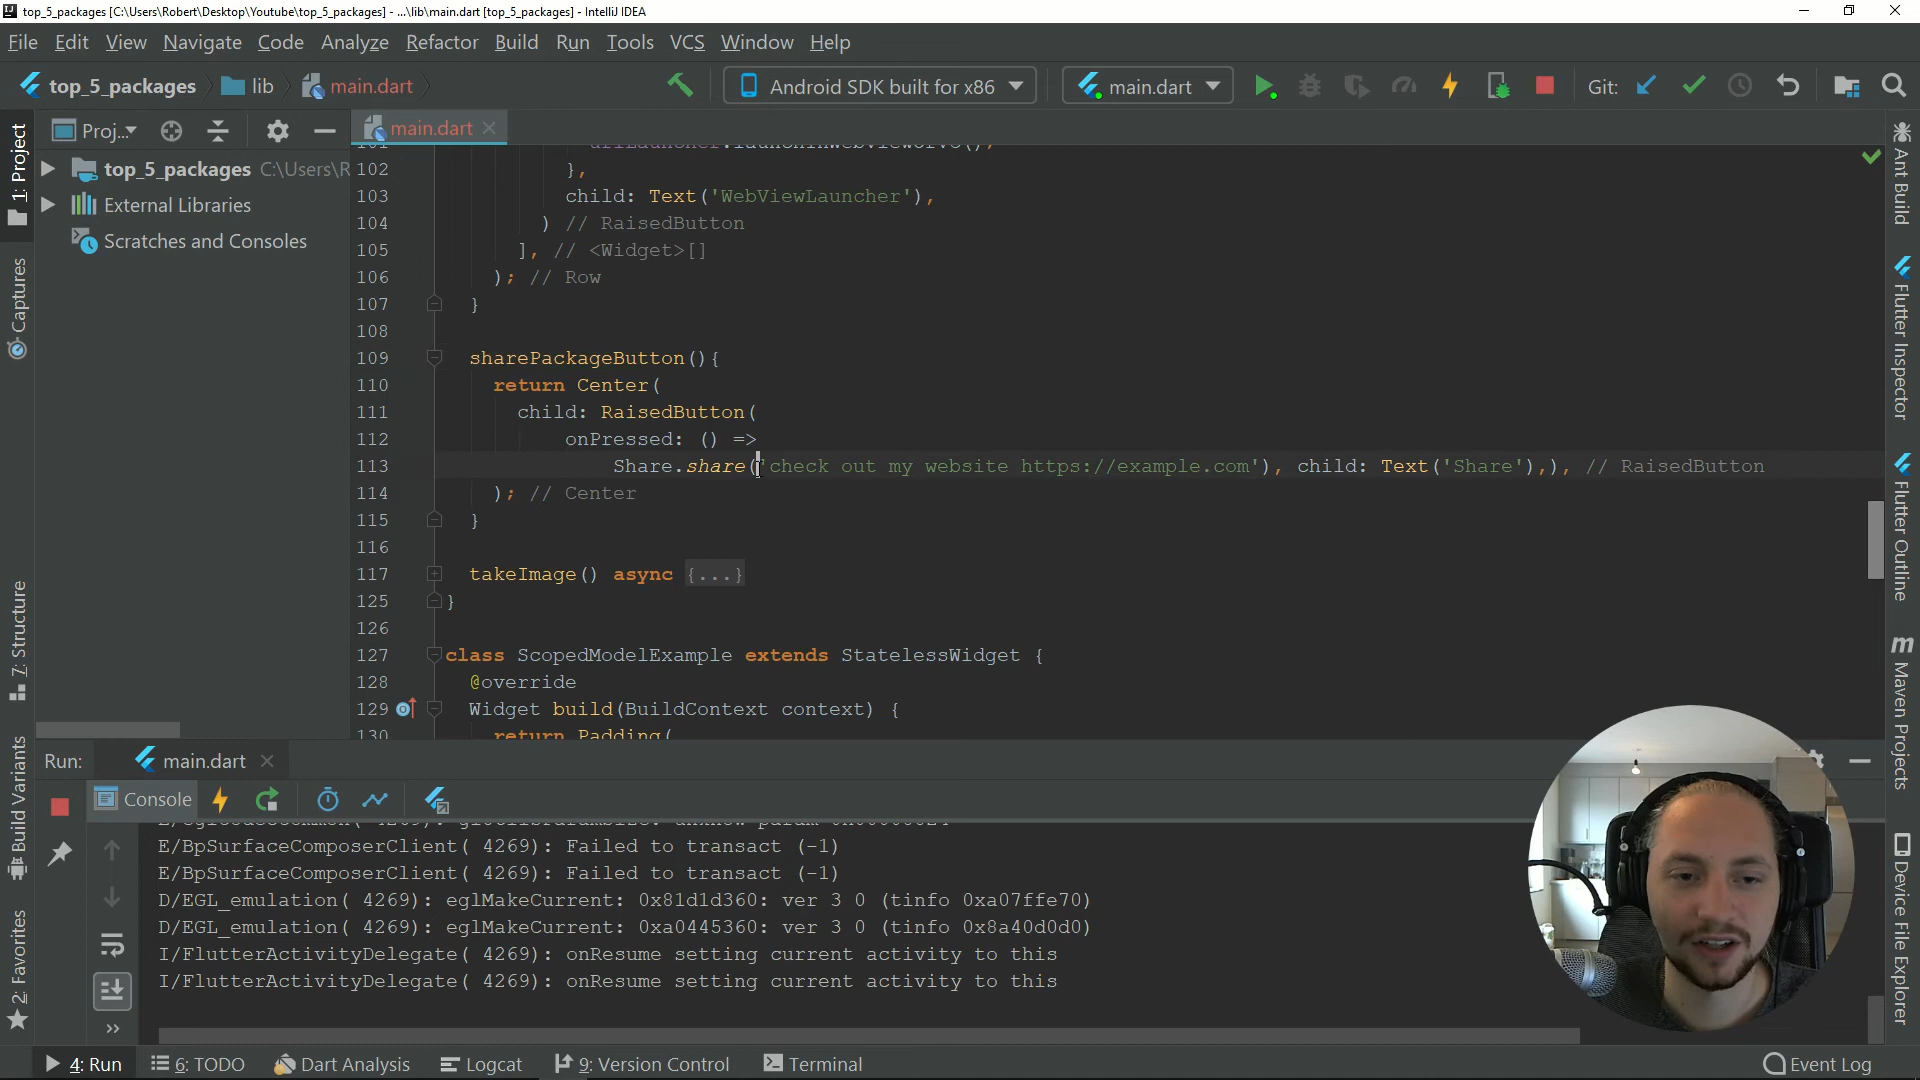 top_5_packages [C:\Users\Robert\Desktop\Youtube\top_5_packages] - ...\lib\main.dart [top_5_packages] - IntelliJ IDEA
File Edit View Navigate Code Analyze Refactor Build Run Tools VCS Window Help
top_5_packages lib main.dart Android SDK built for x86 main.dart Git:
Proj... main.dart
1: Project
Captures
7: Structure
Build Variants
2: Favorites
top_5_packages C:\Users\R
External Libraries
Scratches and Consoles
102 },
103 child: Text('WebViewLauncher'),
104 ) // RaisedButton
105 ], // <Widget>[]
106 ); // Row
107 }
108
109 sharePackageButton(){
110 return Center(
111 child: RaisedButton(
112 onPressed: () =>
113 Share.share('check out my website https://example.com'), child: Text('Share'),), // RaisedButton
114 ); // Center
115 }
116
117 takeImage() async {...}
125 }
126
127 class ScopedModelExample extends StatelessWidget {
128 @override
129 Widget build(BuildContext context) {
130 return Padding(
Ant Build
Flutter Inspector
Flutter Outline
Maven Projects
Device File Explorer
Run: main.dart
Console
E/BpSurfaceComposerClient( 4269): Failed to transact (-1)
E/BpSurfaceComposerClient( 4269): Failed to transact (-1)
D/EGL_emulation( 4269): eglMakeCurrent: 0x81d1d360: ver 3 0 (tinfo 0xa07ffe70)
D/EGL_emulation( 4269): eglMakeCurrent: 0xa0445360: ver 3 0 (tinfo 0x8a40d0d0)
I/FlutterActivityDelegate( 4269): onResume setting current activity to this
I/FlutterActivityDelegate( 4269): onResume setting current activity to this
4: Run 6: TODO Dart Analysis Logcat 9: Version Control Terminal Event Log